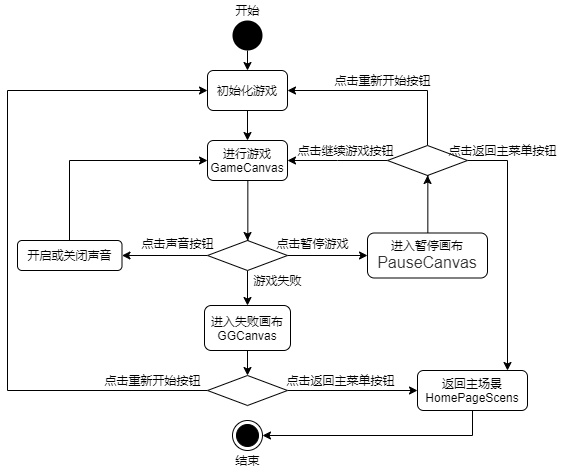 开始
初始化游戏
点击重新开始按钮
进行游戏
GameCanvas
点击继续游戏按钮
点击返回主菜单按钮
点击声音按钮
点击暂停游戏
开启或关闭声音
进入暂停画布
PauseCanvas
游戏失败
进入失败画布
GGCanvas
点击重新开始按钮
点击返回主菜单按钮
返回主场景
HomePageScens
结束